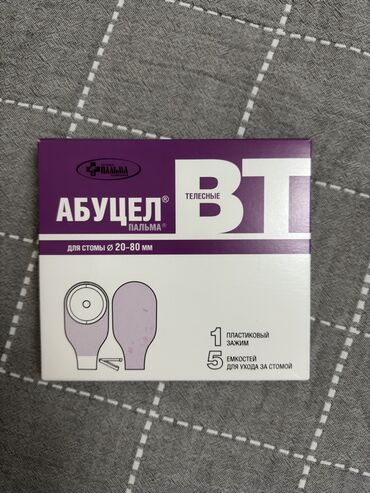 ПАЛЬМА
АБУЦЕЛ®
ПАЛЬМА®
ТЕЛЕСНЫЕ
ВТ
ДЛЯ СТОМЫ Ø 20-80 мм
1 ПЛАСТИКОВЫЙ
ЗАЖИМ
5 ЕМКОСТЕЙ
ДЛЯ УХОДА ЗА СТОМОЙ